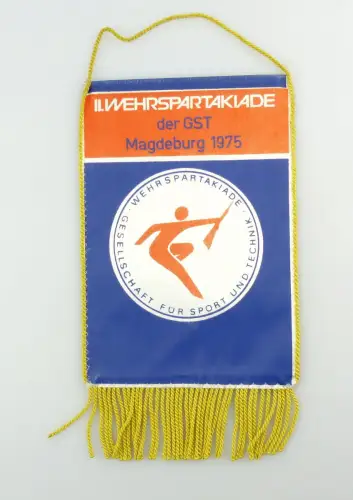 II.WEHRSPARTAKIADE
der GST
Magdeburg 1975
· WEHRSPARTAKIADE ·
GESELLSCHAFT FÜR SPORT UND TECHNIK